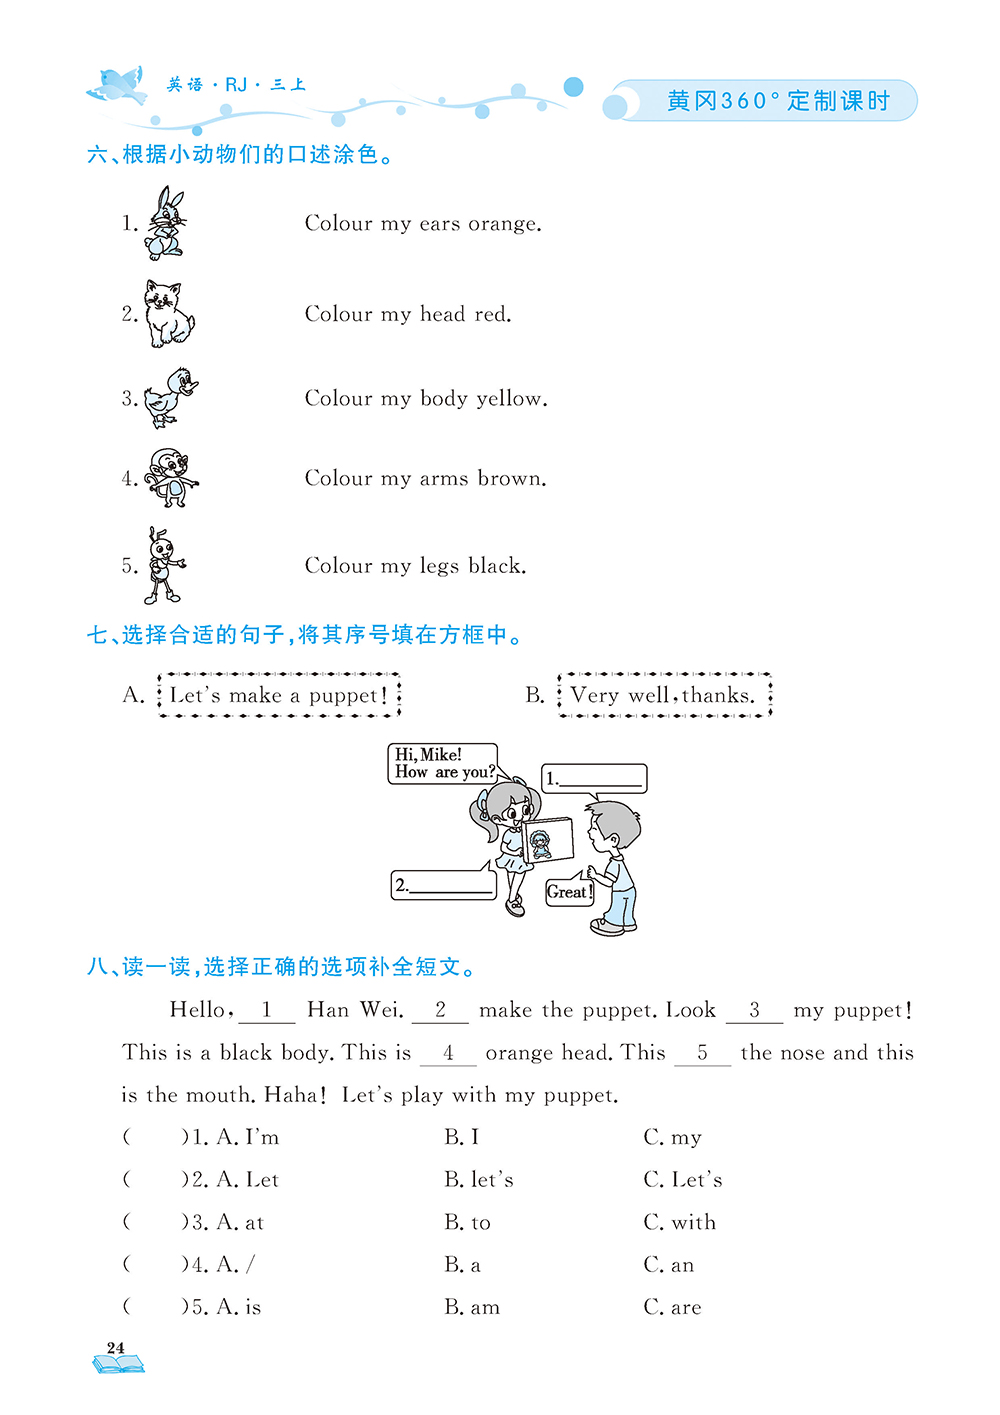 英语·RJ·三上
黄冈360°定制课时
六、根据小动物们的口述涂色。
1. Colour my ears orange.
2. Colour my head red.
3. Colour my body yellow.
4. Colour my arms brown.
5. Colour my legs black.
七、选择合适的句子,将其序号填在方框中。
A. Let's make a puppet! B. Very well,thanks.
Hi,Mike!
How are you?
1.________
2.________
Great!
八、读一读,选择正确的选项补全短文。
Hello, 1 Han Wei. 2 make the puppet. Look 3 my puppet!
This is a black body. This is 4 orange head. This 5 the nose and this
is the mouth. Haha! Let's play with my puppet.
( )1. A. I'm B. I C. my
( )2. A. Let B. let's C. Let's
( )3. A. at B. to C. with
( )4. A. / B. a C. an
( )5. A. is B. am C. are
24